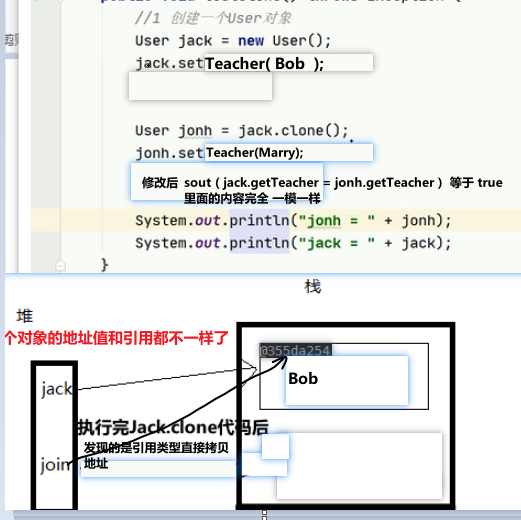 //1 创建一个User对象
User jack = new User();
jack.set Teacher( Bob );
User jonh = jack.clone();
jonh.set Teacher(Marry);
修改后 sout ( jack.getTeacher = jonh.getTeacher ) 等于 true
里面的内容完全 一模一样
System.out.println("jonh = " + jonh);
System.out.println("jack = " + jack);
}
栈
堆
个对象的地址值和引用都不一样了
@355da254
jack
Bob
执行完Jack.clone代码后
发现的是引用类型直接拷贝
地址
join